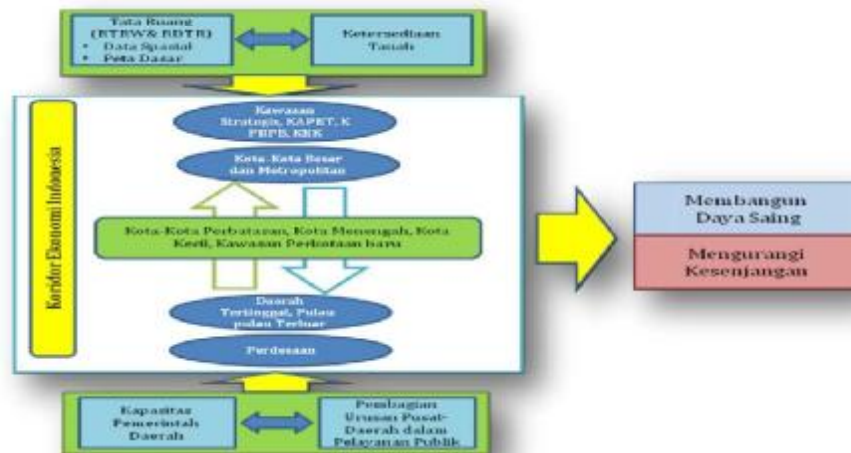 Tata Ruang
(RTRW & RDTR)
• Data Spasial
• Peta Dasar
Ketersediaan
Tanah
Koridor Ekonomi Indonesia
Kawasan
Strategis, KAPET, K
PBPB, KEK
Kota-Kota Besar
dan Metropolitan
Kota-Kota Perbatasan, Kota Menengah, Kota
Kecil, Kawasan Perkotaan baru
Daerah
Tertinggal, Pulau
pulau Terluar
Perdesaan
Kapasitas
Pemerintah
Daerah
Pembagian
Urusan Pusat-
Daerah dalam
Pelayanan Publik
Membangun
Daya Saing
Mengurangi
Kesenjangan